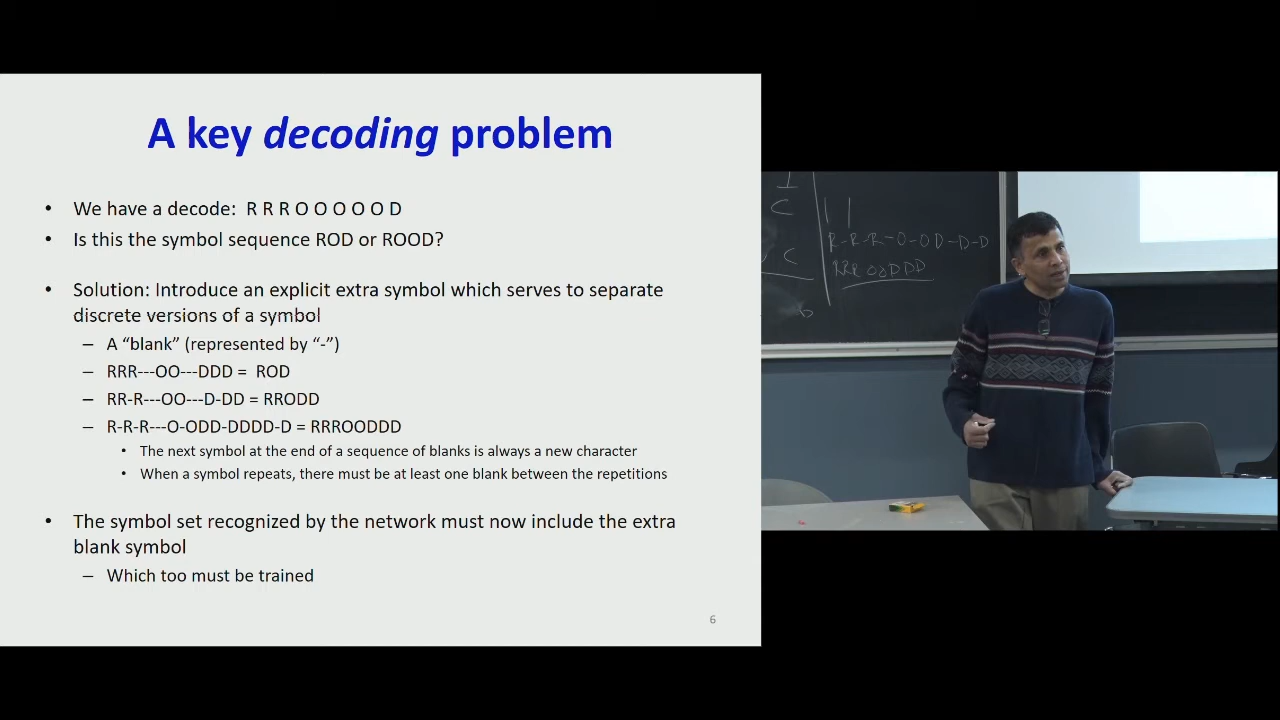 A key decoding problem
• We have a decode: R R R O O O O O D
• Is this the symbol sequence ROD or ROOD?
• Solution: Introduce an explicit extra symbol which serves to separate
discrete versions of a symbol
– A “blank” (represented by “-”)
– RRR---OO---DDD = ROD
– RR-R---OO---D-DD = RRODD
– R-R-R---O-ODD-DDDD-D = RRROODDD
• The next symbol at the end of a sequence of blanks is always a new character
• When a symbol repeats, there must be at least one blank between the repetitions
• The symbol set recognized by the network must now include the extra
blank symbol
– Which too must be trained
6
I
C
C
R-R-R-O-OD-D-D
RRROODDD
b